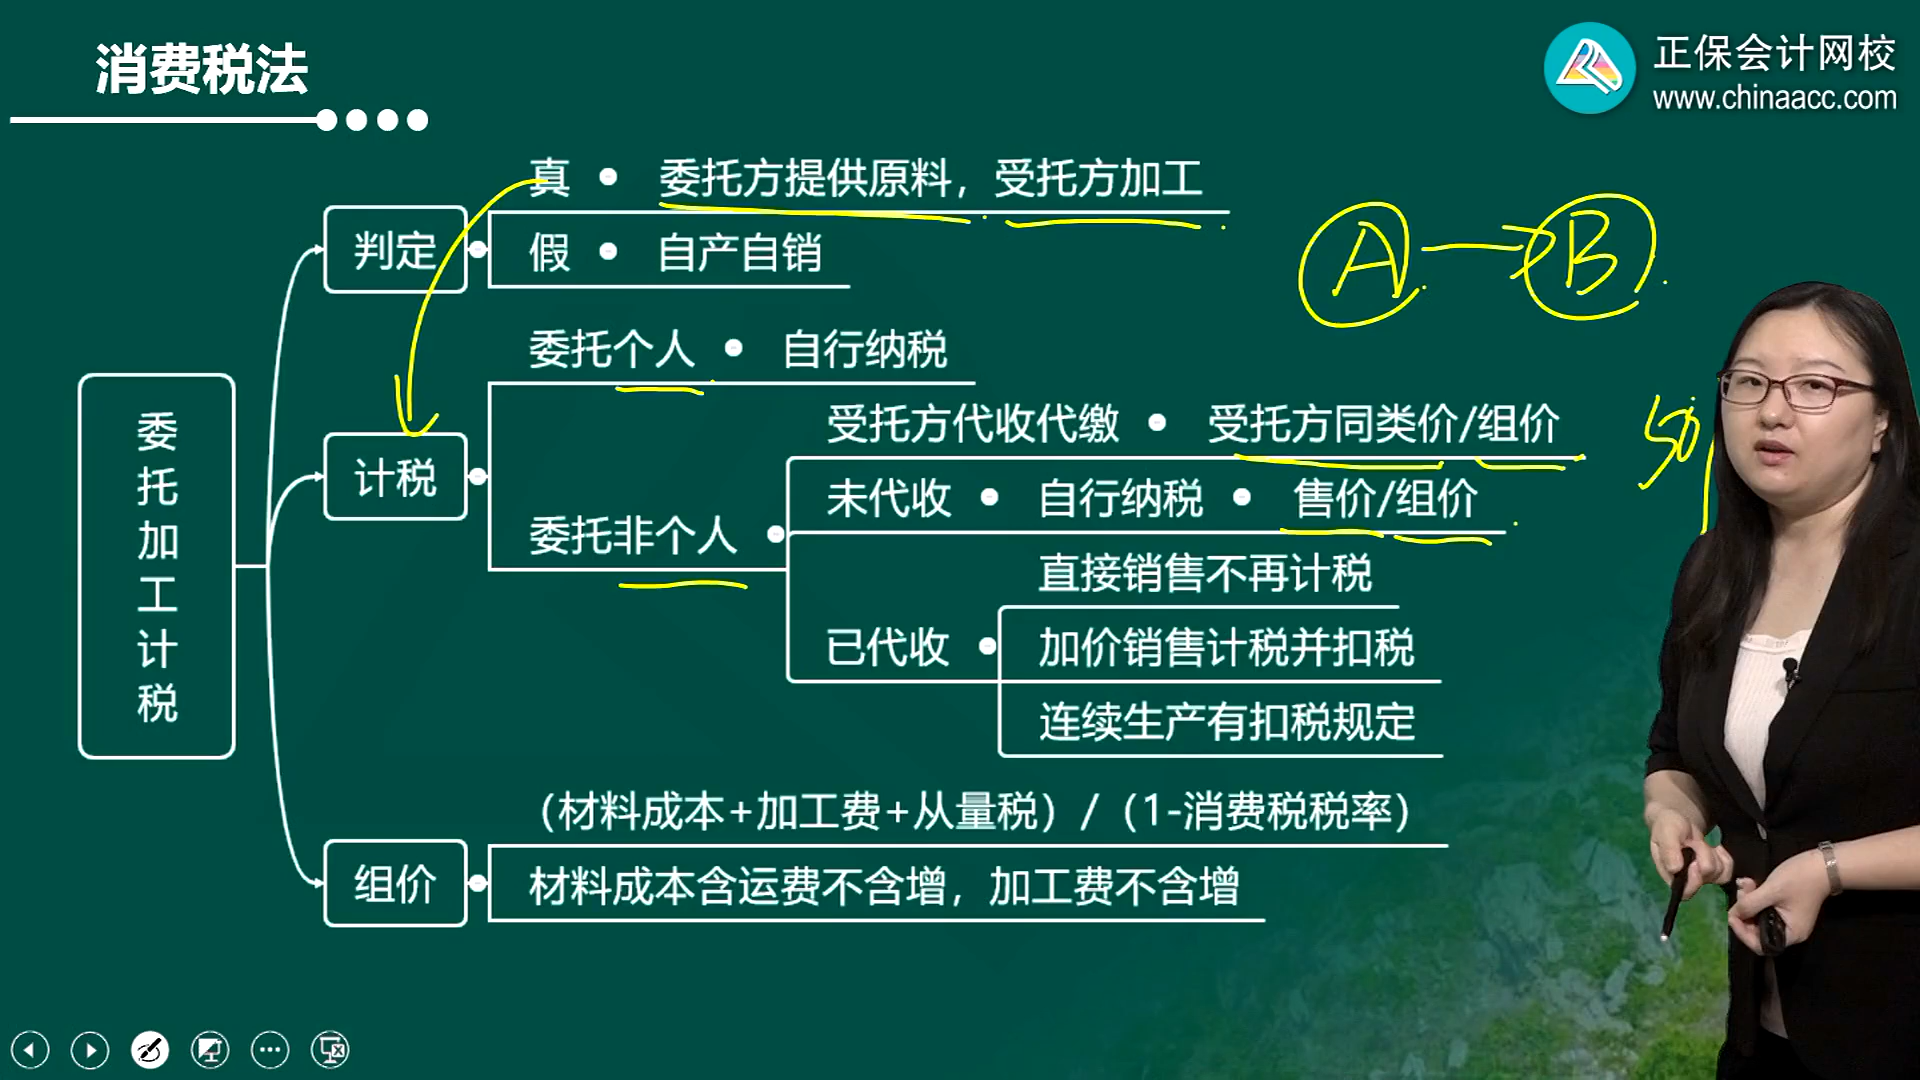 消费税法
正保会计网校
www.chinaacc.com
真 • 委托方提供原料，受托方加工
判定
假 • 自产自销
A → B
委托个人 • 自行纳税
受托方代收代缴 • 受托方同类价/组价
50
计税
未代收 • 自行纳税 • 售价/组价
委托非个人
直接销售不再计税
已代收 • 加价销售计税并扣税
连续生产有扣税规定
委托加工计税
（材料成本+加工费+从量税）/（1-消费税税率）
组价
材料成本含运费不含增，加工费不含增